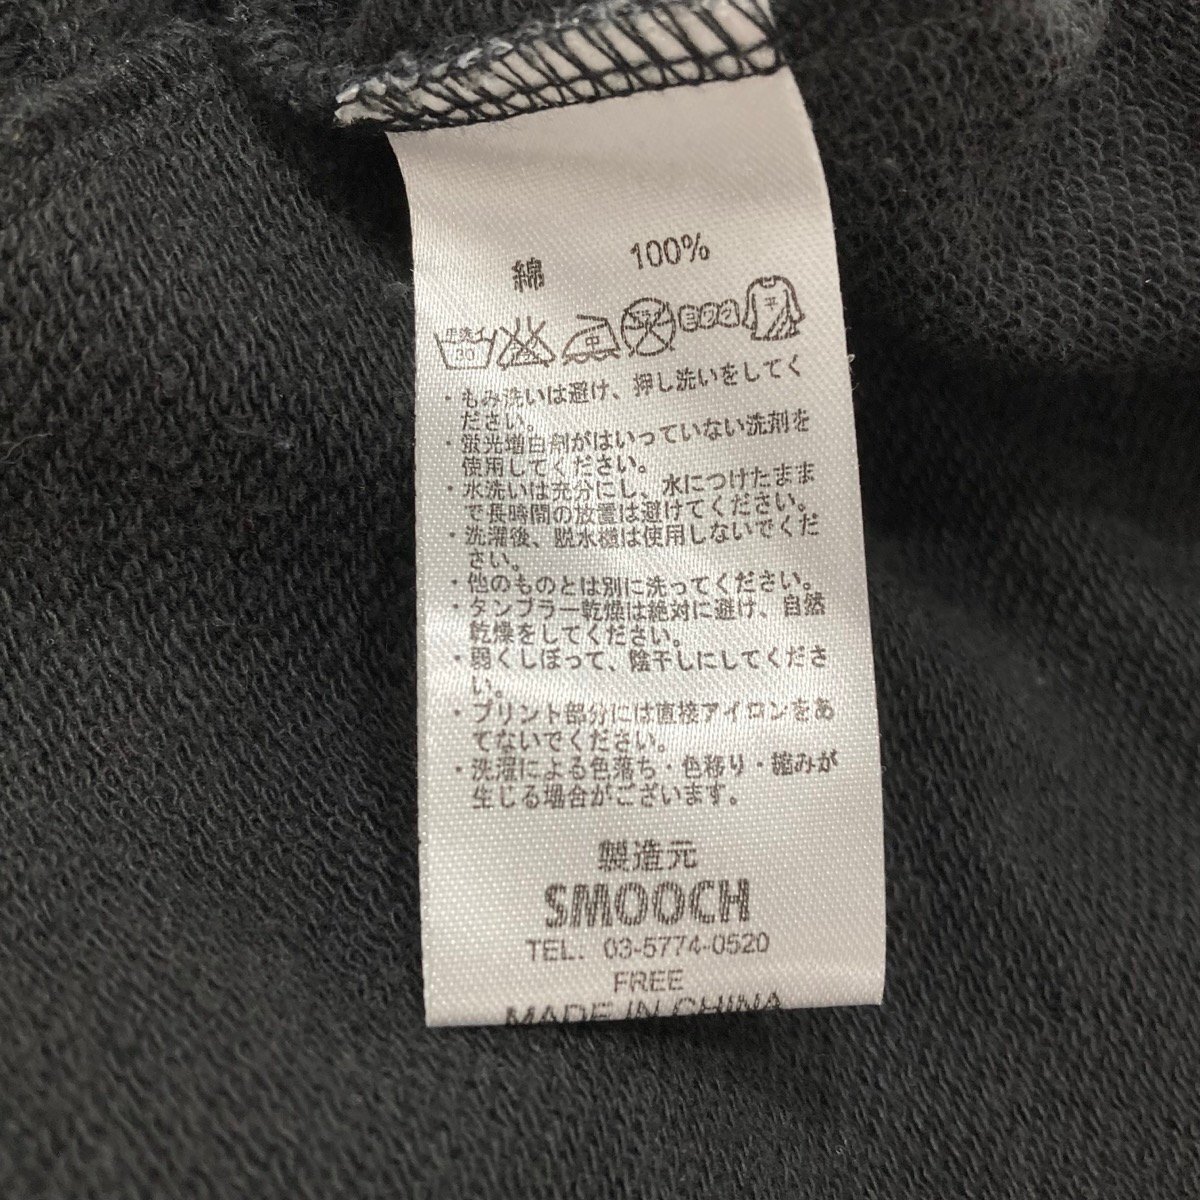 綿 100%
手洗イ 30 中 ドライ ヨワク 平
・もみ洗いは避け、押し洗いをしてく
ださい。
・蛍光増白剤がはいっていない洗剤を
使用してください。
・水洗いは充分にし、水につけたまま
で長時間の放置は避けてください。
・洗濯後、脱水機は使用しないでくだ
さい。
・他のものとは別に洗ってください。
・タンブラー乾燥は絶対に避け、自然
乾燥をしてください。
・弱くしぼって、陰干しにしてくださ
い。
・プリント部分には直接アイロンをあ
てないでください。
・洗濯による色落ち・色移り・縮みが
生じる場合がございます。
製造元
SMOOCH
TEL. 03-5774-0520
FREE
MADE IN CHINA